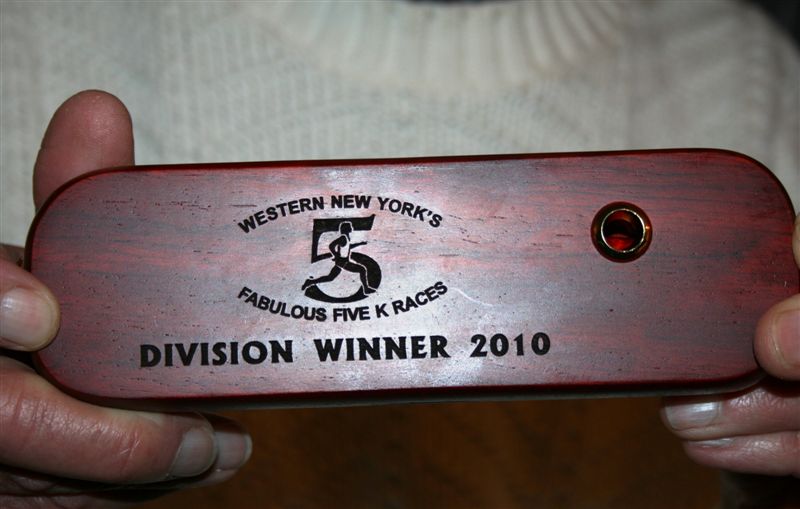 WESTERN NEW YORK'S
5
FABULOUS FIVE K RACES
DIVISION WINNER 2010